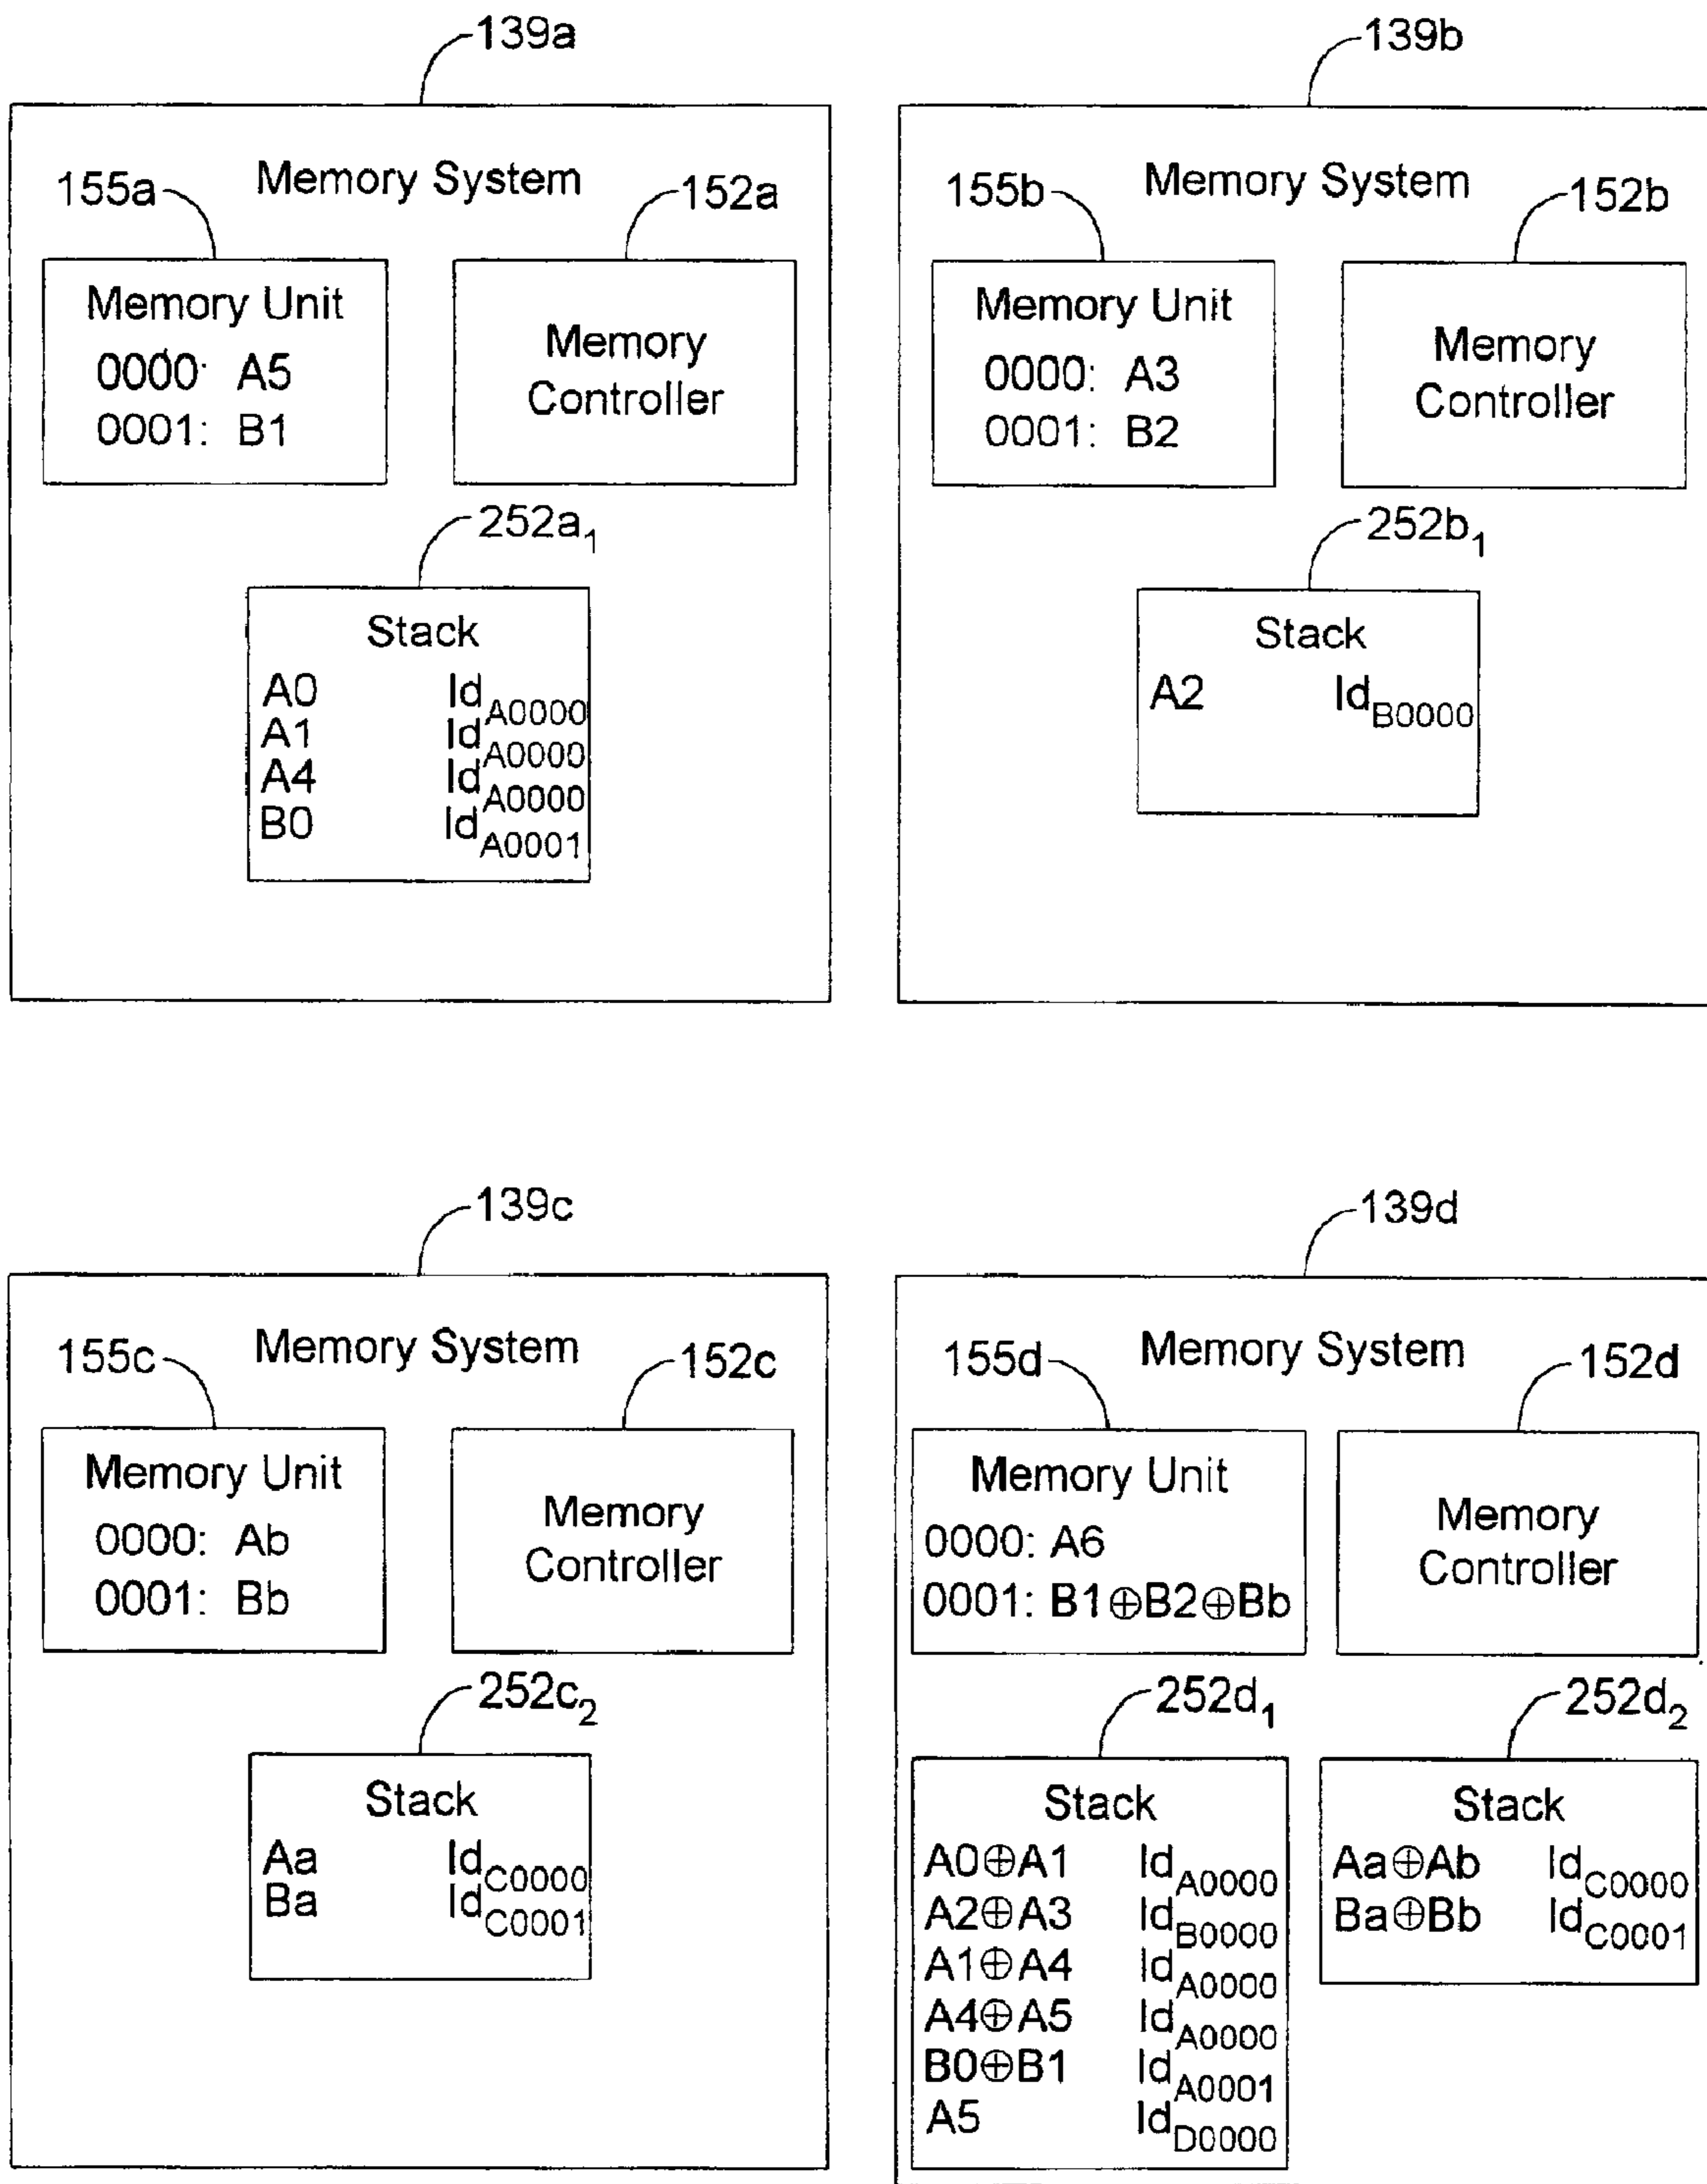 139a
Memory System
155a
152a
Memory Unit
0000: A5
0001: B1
Memory
Controller
252a1
Stack
A0 IdA0000
A1 IdA0000
A4 IdA0000
B0 IdA0001
139b
Memory System
155b
152b
Memory Unit
0000: A3
0001: B2
Memory
Controller
252b1
Stack
A2 IdB0000
139c
Memory System
155c
152c
Memory Unit
0000: Ab
0001: Bb
Memory
Controller
252c2
Stack
Aa IdC0000
Ba IdC0001
139d
Memory System
155d
152d
Memory Unit
0000: A6
0001: B1⊕B2⊕Bb
Memory
Controller
252d1
Stack
A0⊕A1 IdA0000
A2⊕A3 IdB0000
A1⊕A4 IdA0000
A4⊕A5 IdA0000
B0⊕B1 IdA0001
A5 IdD0000
252d2
Stack
Aa⊕Ab IdC0000
Ba⊕Bb IdC0001